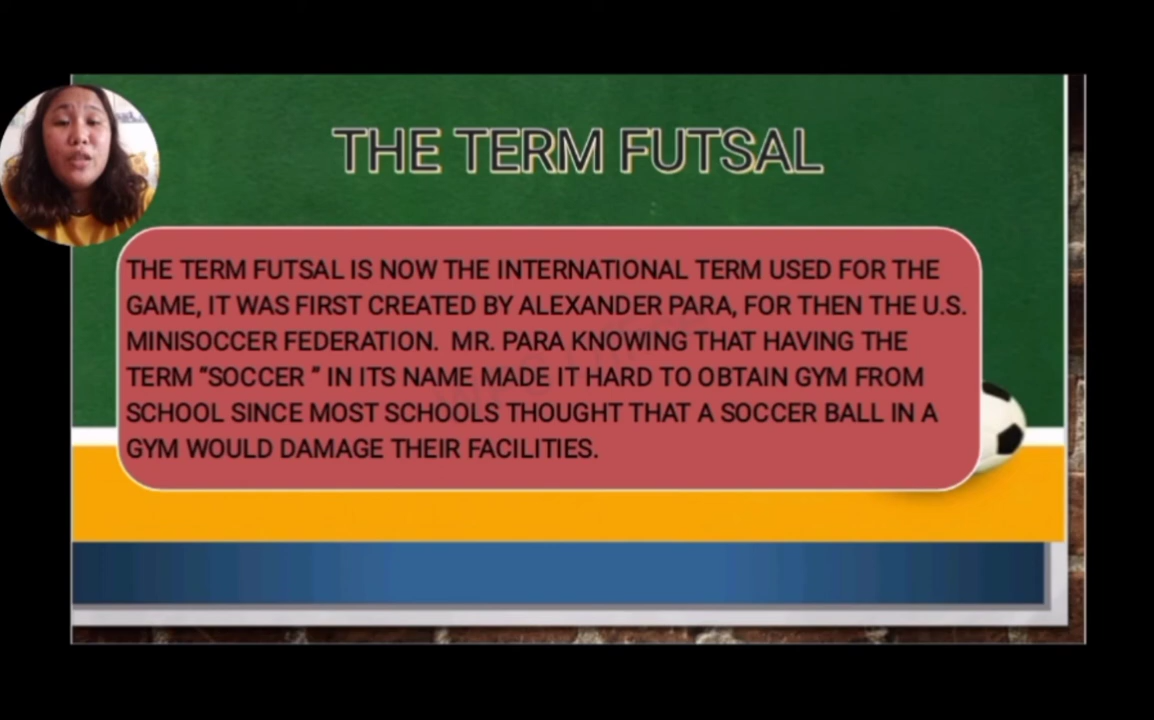 THE TERM FUTSAL
THE TERM FUTSAL IS NOW THE INTERNATIONAL TERM USED FOR THE
GAME, IT WAS FIRST CREATED BY ALEXANDER PARA, FOR THEN THE U.S.
MINISOCCER FEDERATION. MR. PARA KNOWING THAT HAVING THE
TERM “SOCCER ” IN ITS NAME MADE IT HARD TO OBTAIN GYM FROM
SCHOOL SINCE MOST SCHOOLS THOUGHT THAT A SOCCER BALL IN A
GYM WOULD DAMAGE THEIR FACILITIES.